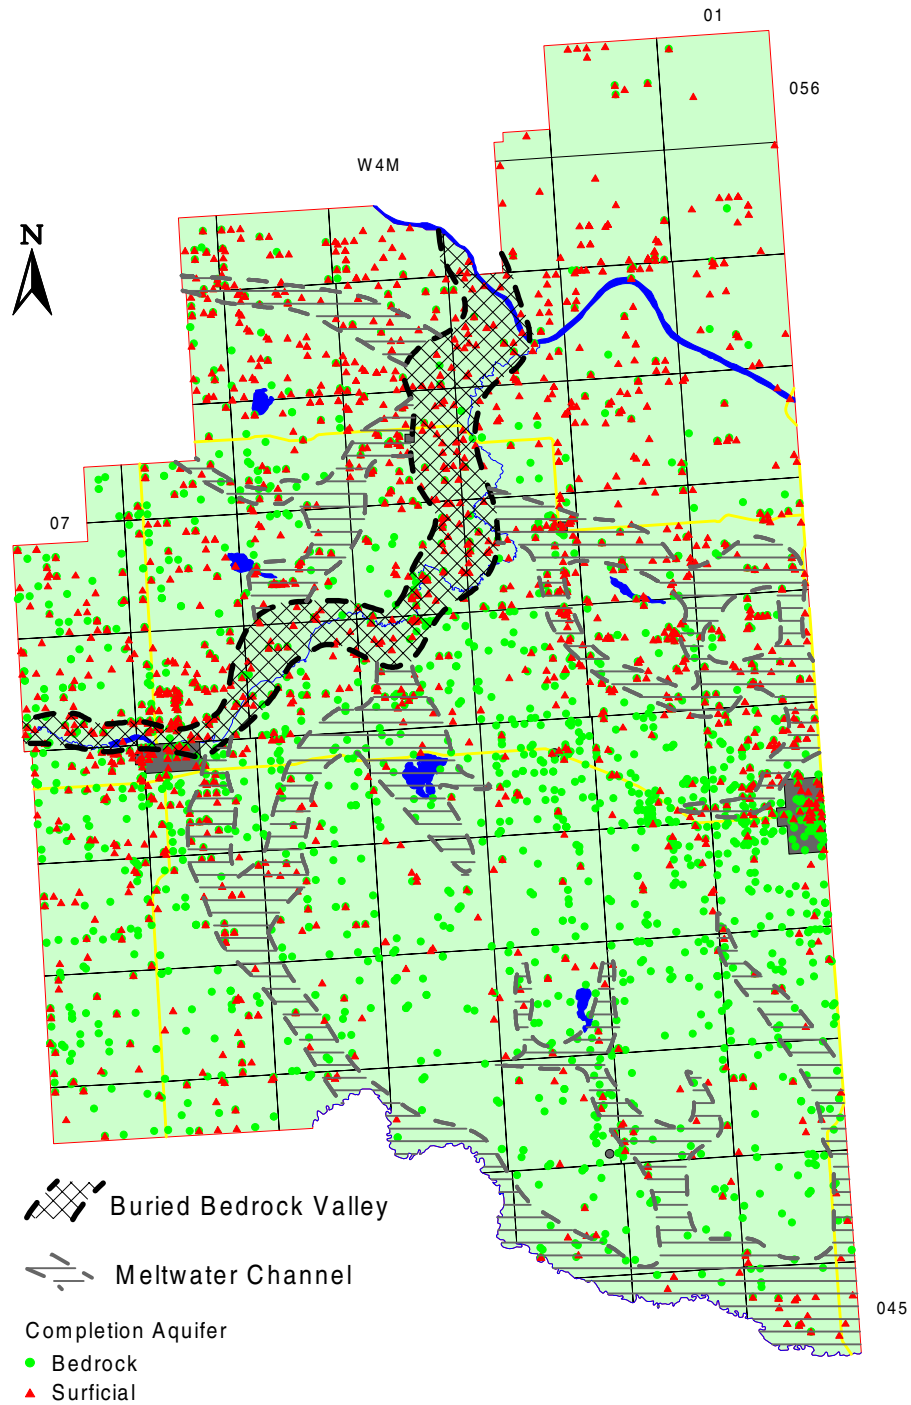 01
056
W4M
N
07
Buried Bedrock Valley
Meltwater Channel
045
Completion Aquifer
Bedrock
Surficial